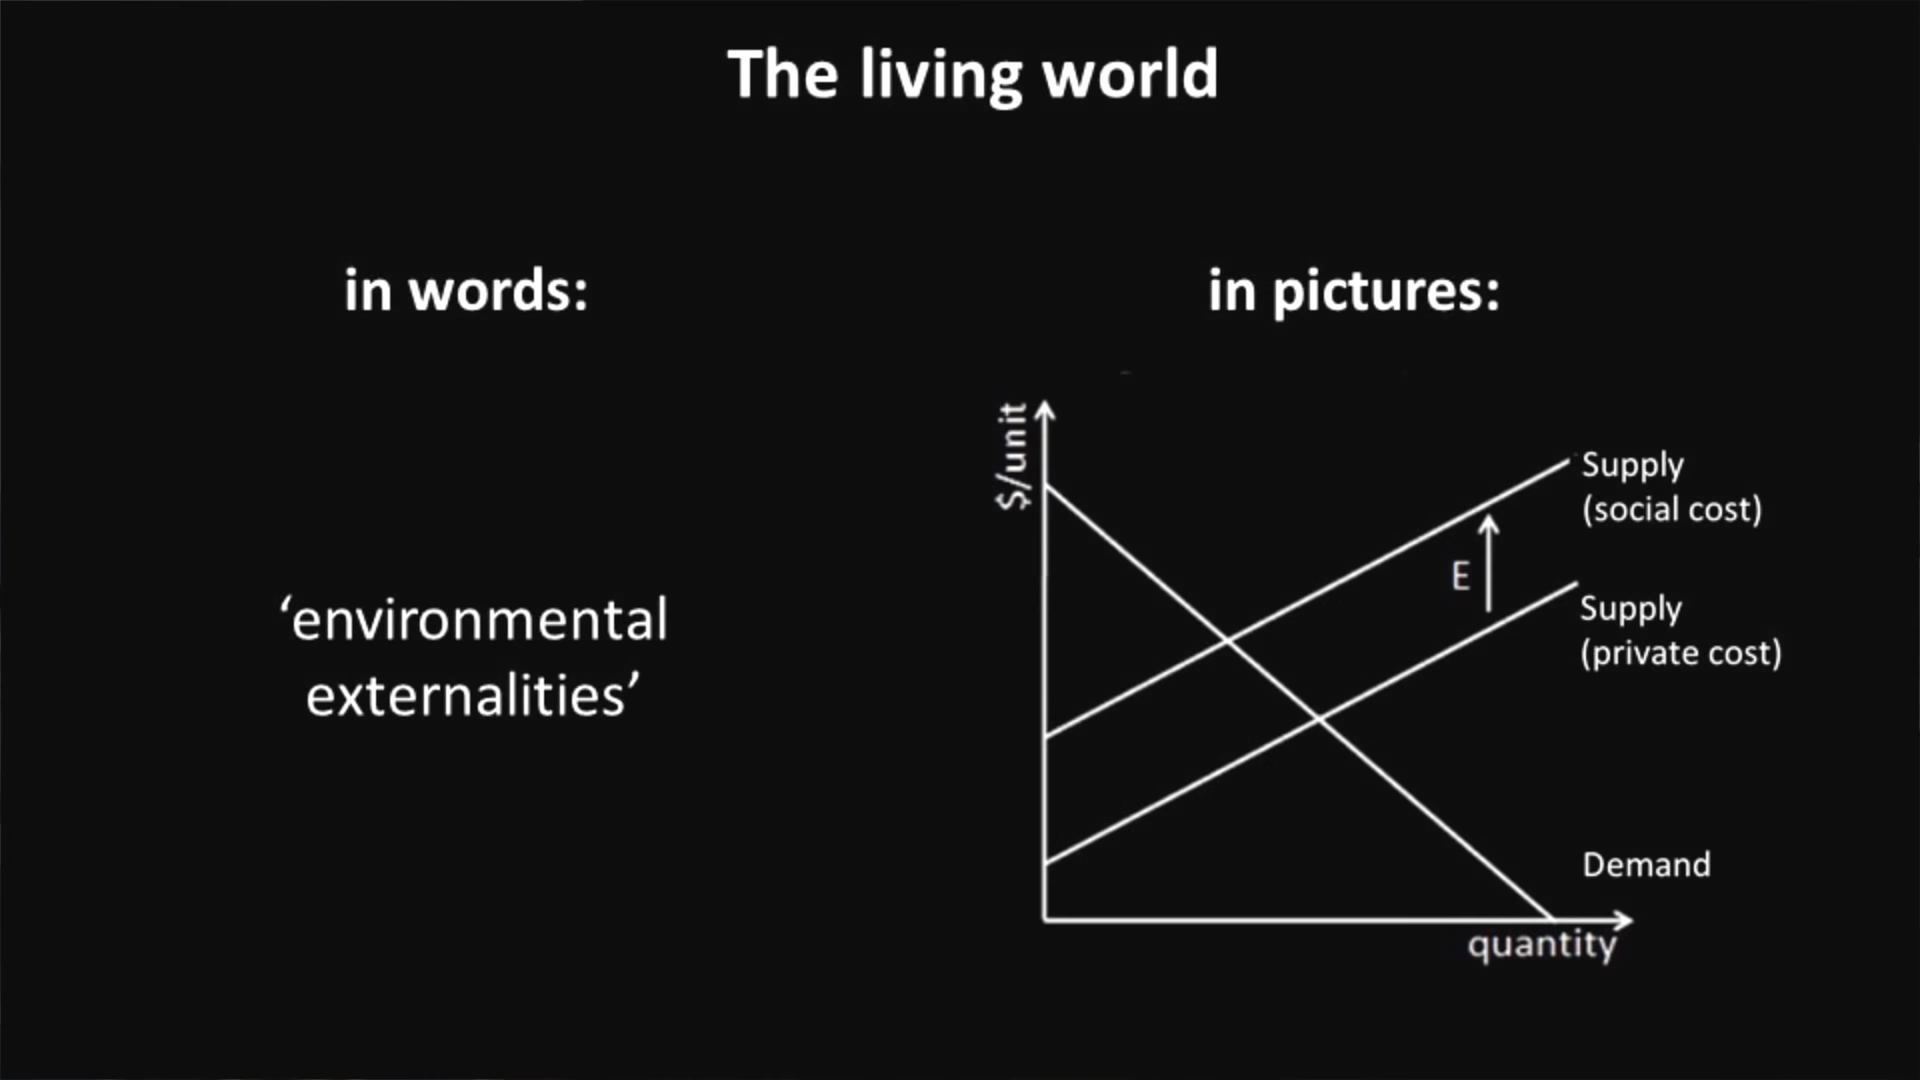 The living world
in words:
in pictures:
‘environmental
externalities’
$/unit
Supply
(social cost)
E
Supply
(private cost)
Demand
quantity